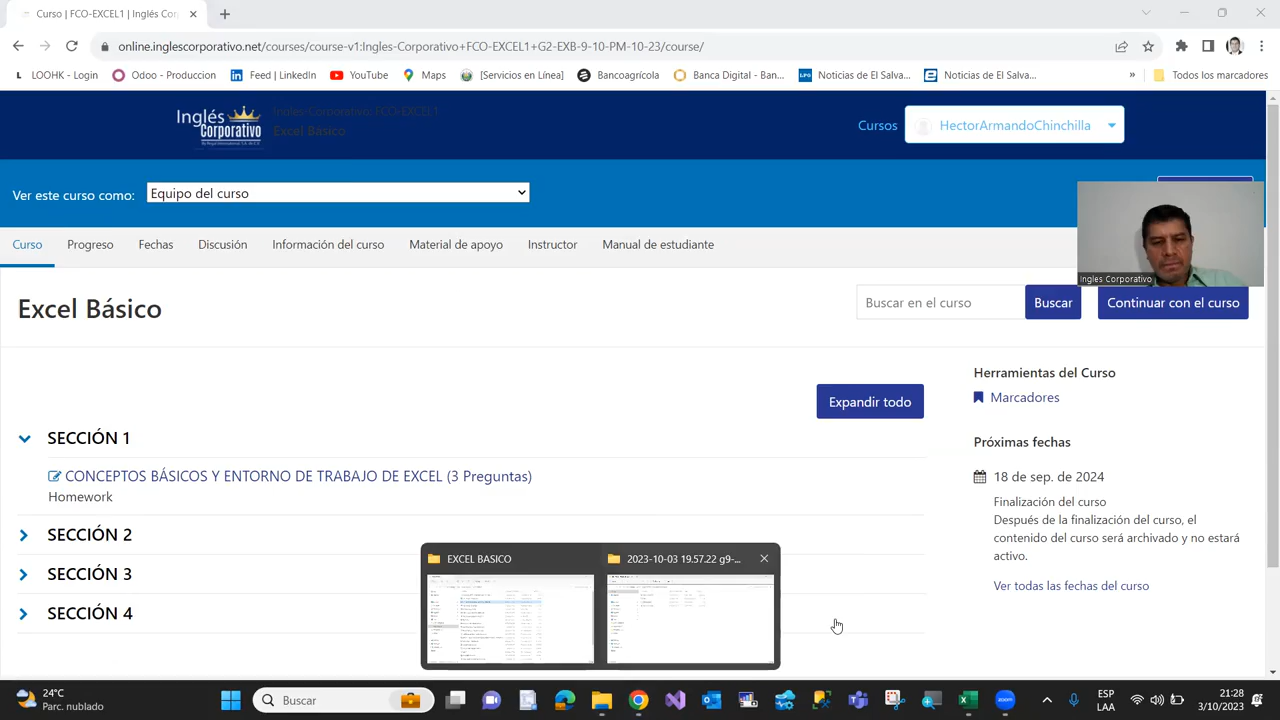 Curso | FCO-EXCEL1 | Inglés Corp
online.inglescorporativo.net/courses/course-v1:Ingles-Corporativo+FCO-EXCEL1+G2-EXB-9-10-PM-10-23/course/
LOOHK - Login
Odoo - Produccion
Feed | LinkedIn
YouTube
Maps
[Servicios en Linea]
Bancoagrícola
Banca Digital - Ban...
Noticias de El Salva...
Noticias de El Salva...
»
Todos los marcadores
Inglés
Corporativo
Ingles-Corporativo: FCO-EXCEL1
Excel Básico
Cursos
HectorArmandoChinchilla
Ver este curso como:
Equipo del curso
Curso
Progreso
Fechas
Discusión
Información del curso
Material de apoyo
Instructor
Manual de estudiante
Ingles Corporativo
Excel Básico
Buscar en el curso
Buscar
Continuar con el curso
Herramientas del Curso
Marcadores
Expandir todo
Próximas fechas
SECCIÓN 1
CONCEPTOS BÁSICOS Y ENTORNO DE TRABAJO DE EXCEL (3 Preguntas)
Homework
18 de sep. de 2024
Finalización del curso
Después de la finalización del curso, el
contenido del curso será archivado y no estará
activo.
SECCIÓN 2
SECCIÓN 3
SECCIÓN 4
EXCEL BASICO
2023-10-03 19.57.22 g9-...
24°C
Parc. nublado
Buscar
ESP
LAA
21:28
3/10/2023